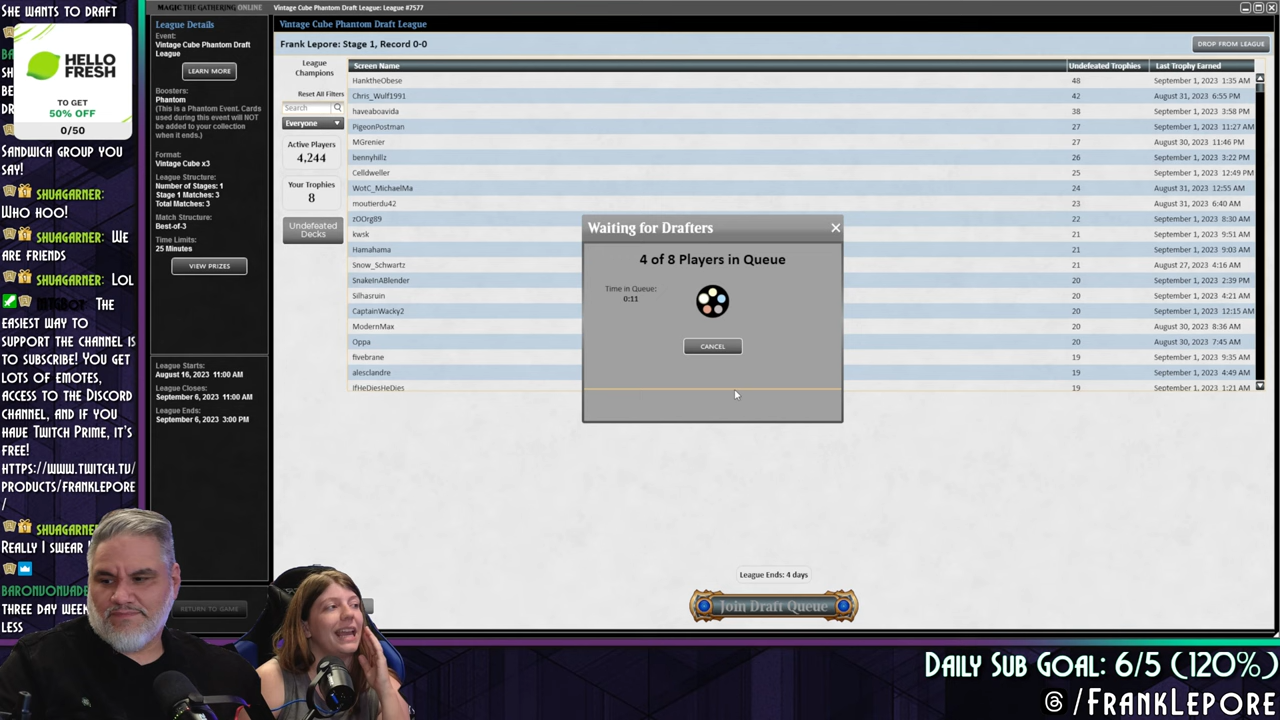 SHE WANTS TO DRAFT
HELLO
FRESH
TO GET
50% OFF
0/50
SANDWICH GROUP YOU
SAY!
SHUAGARNER:
WHO HOO!
SHUAGARNER: WE
ARE FRIENDS
SHUAGARNER: LOL
THE
EASIEST WAY TO
SUPPORT THE CHANNEL IS
TO SUBSCRIBE! YOU GET
LOTS OF EMOTES,
ACCESS TO THE DISCORD
CHANNEL, AND IF YOU
HAVE TWITCH PRIME, IT'S
FREE!
HTTPS://WWW.TWITCH.TV/
PRODUCTS/FRANKLEPORE
/
SHUAGARNE
REALLY I SWEAR
BARONVONVADE
THREE DAY WEEK
LESS
MAGIC THE GATHERING ONLINE
Vintage Cube Phantom Draft League: League #7577
League Details
Event:
Vintage Cube Phantom Draft
League
LEARN MORE
Boosters:
Phantom
(This is a Phantom Event. Cards
used during this event will NOT
be added to your collection
when it ends.)
Format:
Vintage Cube x3
League Structure:
Number of Stages: 1
Stage 1 Matches: 3
Total Matches: 3
Match Structure:
Best-of-3
Time Limits:
25 Minutes
VIEW PRIZES
League Starts:
August 16, 2023 11:00 AM
League Closes:
September 6, 2023 11:00 AM
League Ends:
September 6, 2023 3:00 PM
RETURN TO GAME
Vintage Cube Phantom Draft League
Frank Lepore: Stage 1, Record 0-0
DROP FROM LEAGUE
League
Champions
Reset All Filters
Search
Everyone
Active Players
4,244
Your Trophies
8
Undefeated
Decks
Screen Name Undefeated Trophies Last Trophy Earned
HanktheObese 48 September 1, 2023 1:35 AM
Chris_Wulf1991 42 August 31, 2023 6:55 PM
haveaboavida 38 September 1, 2023 3:58 PM
PigeonPostman 27 September 1, 2023 11:27 AM
MGrenier 27 August 30, 2023 11:46 PM
bennyhillz 26 September 1, 2023 3:22 PM
Celldweller 25 September 1, 2023 12:49 PM
WotC_MichaelMa 24 August 31, 2023 12:55 AM
moutierdu42 23 August 31, 2023 6:40 AM
zOOrg89 22 September 1, 2023 8:30 AM
kwsk 21 September 1, 2023 9:51 AM
Hamahama 21 September 1, 2023 9:03 AM
Snow_Schwartz 21 August 27, 2023 4:16 AM
SnakeInABlender 20 September 1, 2023 2:39 PM
Silhasruin 20 September 1, 2023 4:21 AM
CaptainWacky2 20 September 1, 2023 12:15 AM
ModernMax 20 August 30, 2023 8:36 AM
Oppa 20 August 30, 2023 7:45 AM
fivebrane 19 September 1, 2023 9:35 AM
alesclandre 19 September 1, 2023 4:49 AM
IfHeDiesHeDies 19 September 1, 2023 1:21 AM
Waiting for Drafters
4 of 8 Players in Queue
Time in Queue:
0:11
CANCEL
League Ends: 4 days
Join Draft Queue
DAILY SUB GOAL: 6/5 (120%)
/FRANKLEPORE